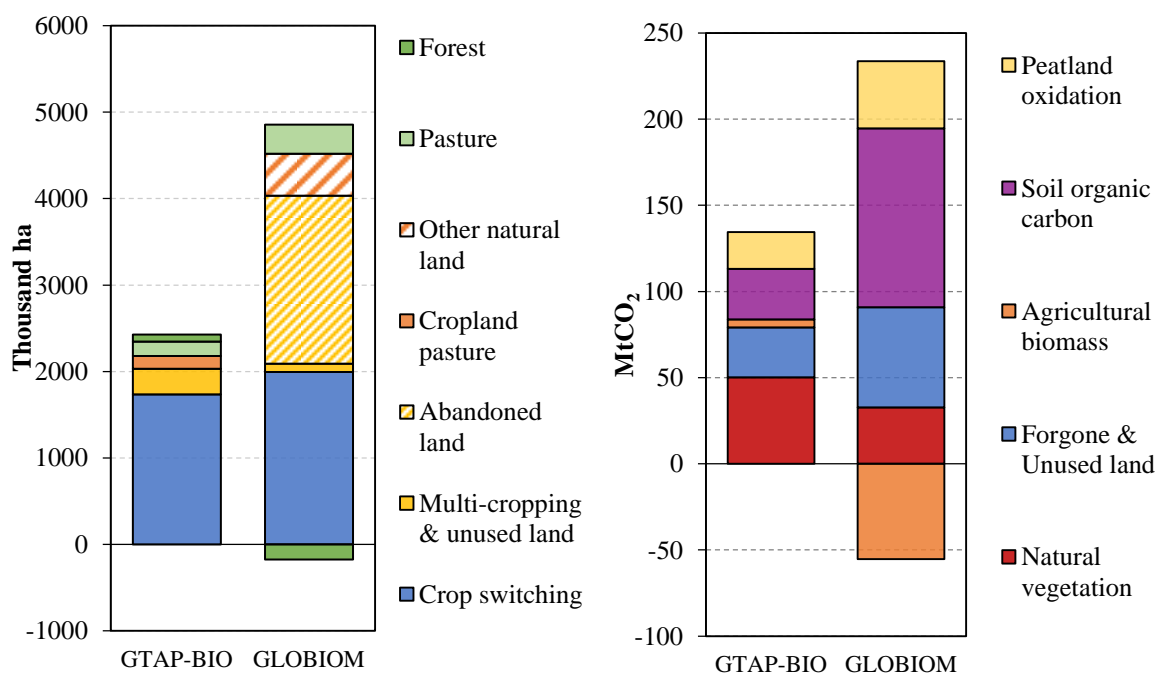 Thousand ha
6000
5000
4000
3000
2000
1000
0
-1000
GTAP-BIO GLOBIOM
Forest
Pasture
Other natural
land
Cropland
pasture
Abandoned
land
Multi-cropping
& unused land
Crop switching
MtCO₂
250
200
150
100
50
0
-50
-100
GTAP-BIO GLOBIOM
Peatland
oxidation
Soil organic
carbon
Agricultural
biomass
Forgone &
Unused land
Natural
vegetation